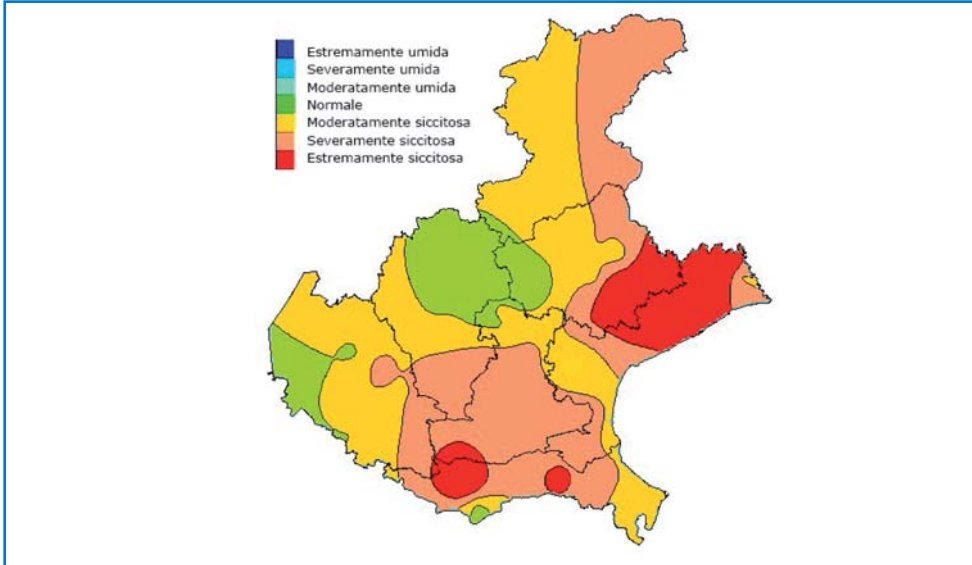 Estremamente umida
Severamente umida
Moderatamente umida
Normale
Moderatamente siccitosa
Severamente siccitosa
Estremamente siccitosa